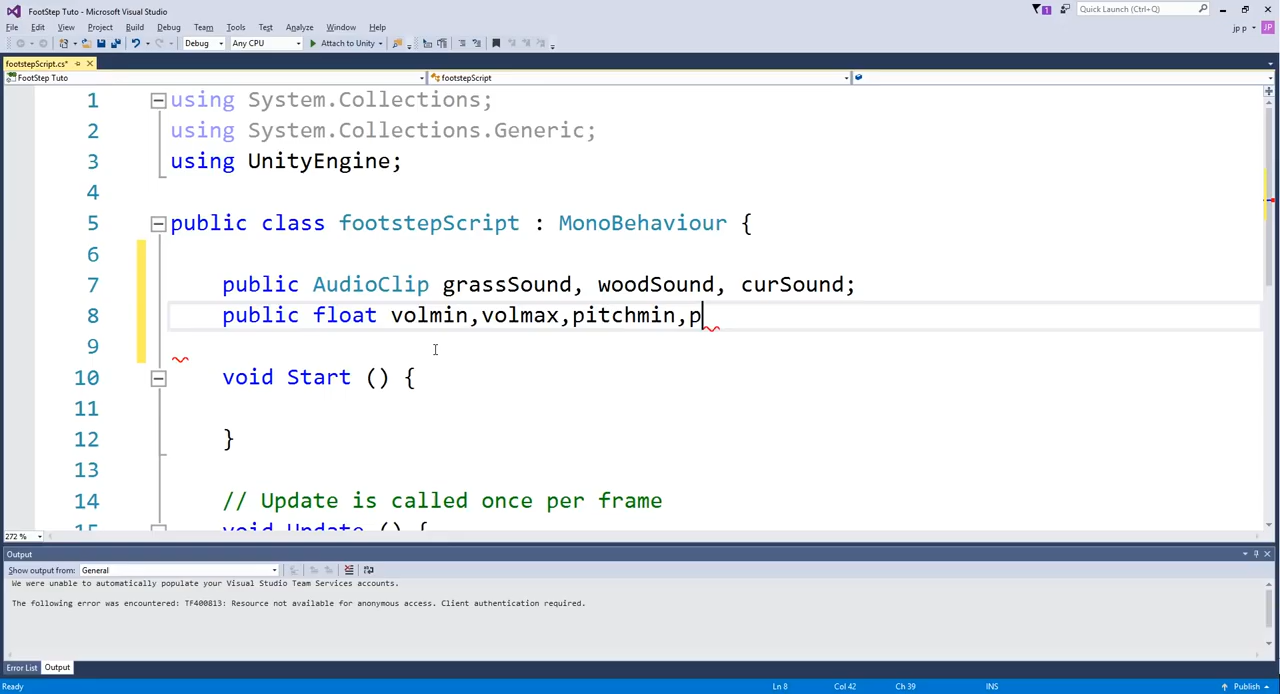 FootStep Tuto - Microsoft Visual Studio
1
Quick Launch (Ctrl+Q)
File Edit View Project Build Debug Team Tools Test Analyze Window Help
jp p JP
Debug Any CPU Attach to Unity
footstepScript.cs*
FootStep Tuto footstepScript
1 using System.Collections;
2 using System.Collections.Generic;
3 using UnityEngine;
4
5 public class footstepScript : MonoBehaviour {
6
7 public AudioClip grassSound, woodSound, curSound;
8 public float volmin,volmax,pitchmin,p
9
10 void Start () {
11
12 }
13
14 // Update is called once per frame
15 void Update () {
272 %
Output
Show output from: General
We were unable to automatically populate your Visual Studio Team Services accounts.
The following error was encountered: TF400813: Resource not available for anonymous access. Client authentication required.
Error List Output
Ready Ln 8 Col 42 Ch 39 INS Publish